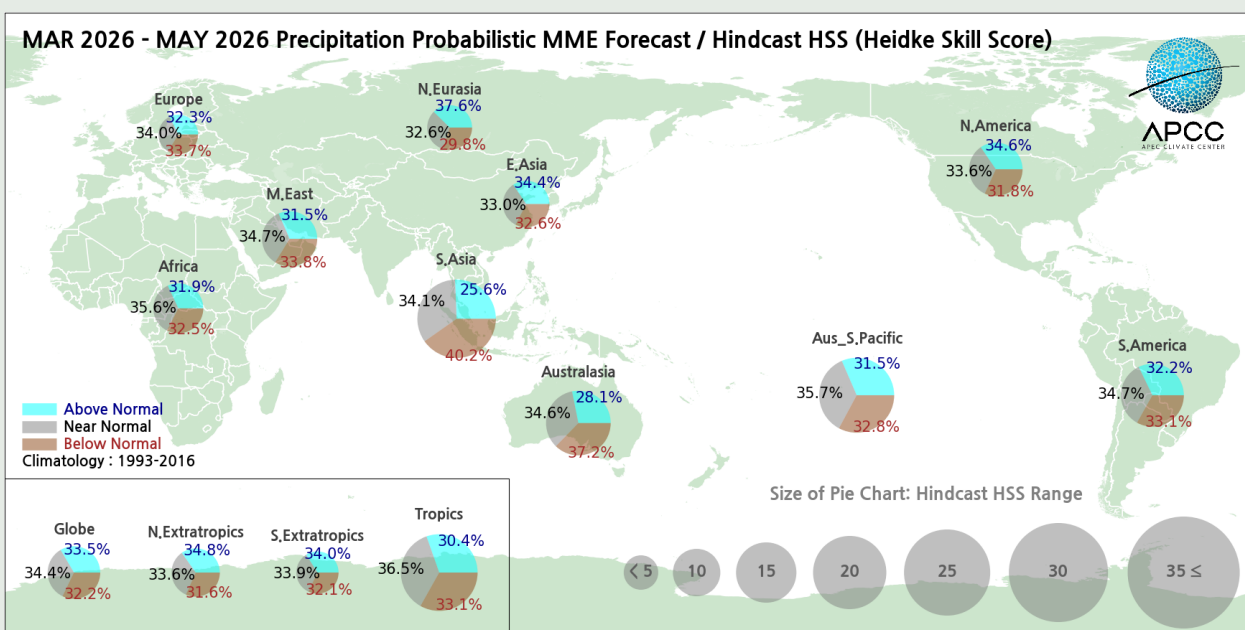 MAR 2026 - MAY 2026 Precipitation Probabilistic MME Forecast / Hindcast HSS (Heidke Skill Score)
APCC
APEC CLIMATE CENTER
N.Eurasia
37.6%
32.6%
29.8%
Europe
32.3%
34.0%
33.7%
N.America
34.6%
33.6%
31.8%
E.Asia
34.4%
33.0%
32.6%
M.East
31.5%
34.7%
33.8%
S.Asia
25.6%
34.1%
40.2%
Africa
31.9%
35.6%
32.5%
Aus_S.Pacific
31.5%
35.7%
32.8%
S.America
32.2%
34.7%
33.1%
Australasia
28.1%
34.6%
37.2%
Above Normal
Near Normal
Below Normal
Climatology : 1993-2016
Size of Pie Chart: Hindcast HSS Range
< 5
10
15
20
25
30
35 ≤
Globe
33.5%
34.4%
32.2%
N.Extratropics
34.8%
33.6%
31.6%
S.Extratropics
34.0%
33.9%
32.1%
Tropics
30.4%
36.5%
33.1%